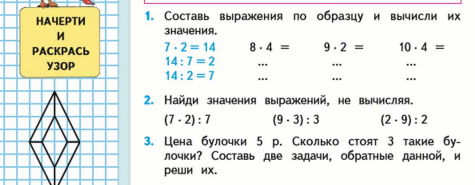 НАЧЕРТИ
И
РАСКРАСЬ
УЗОР
1. Составь выражения по образцу и вычисли их
значения.
7 · 2 = 14 8 · 4 = 9 · 2 = 10 · 4 =
14 : 7 = 2 ... ... ...
14 : 2 = 7 ... ... ...
2. Найди значения выражений, не вычисляя.
(7 · 2) : 7 (9 · 3) : 3 (2 · 9) : 2
3. Цена булочки 5 р. Сколько стоят 3 такие бу-
лочки? Составь две задачи, обратные данной, и
реши их.